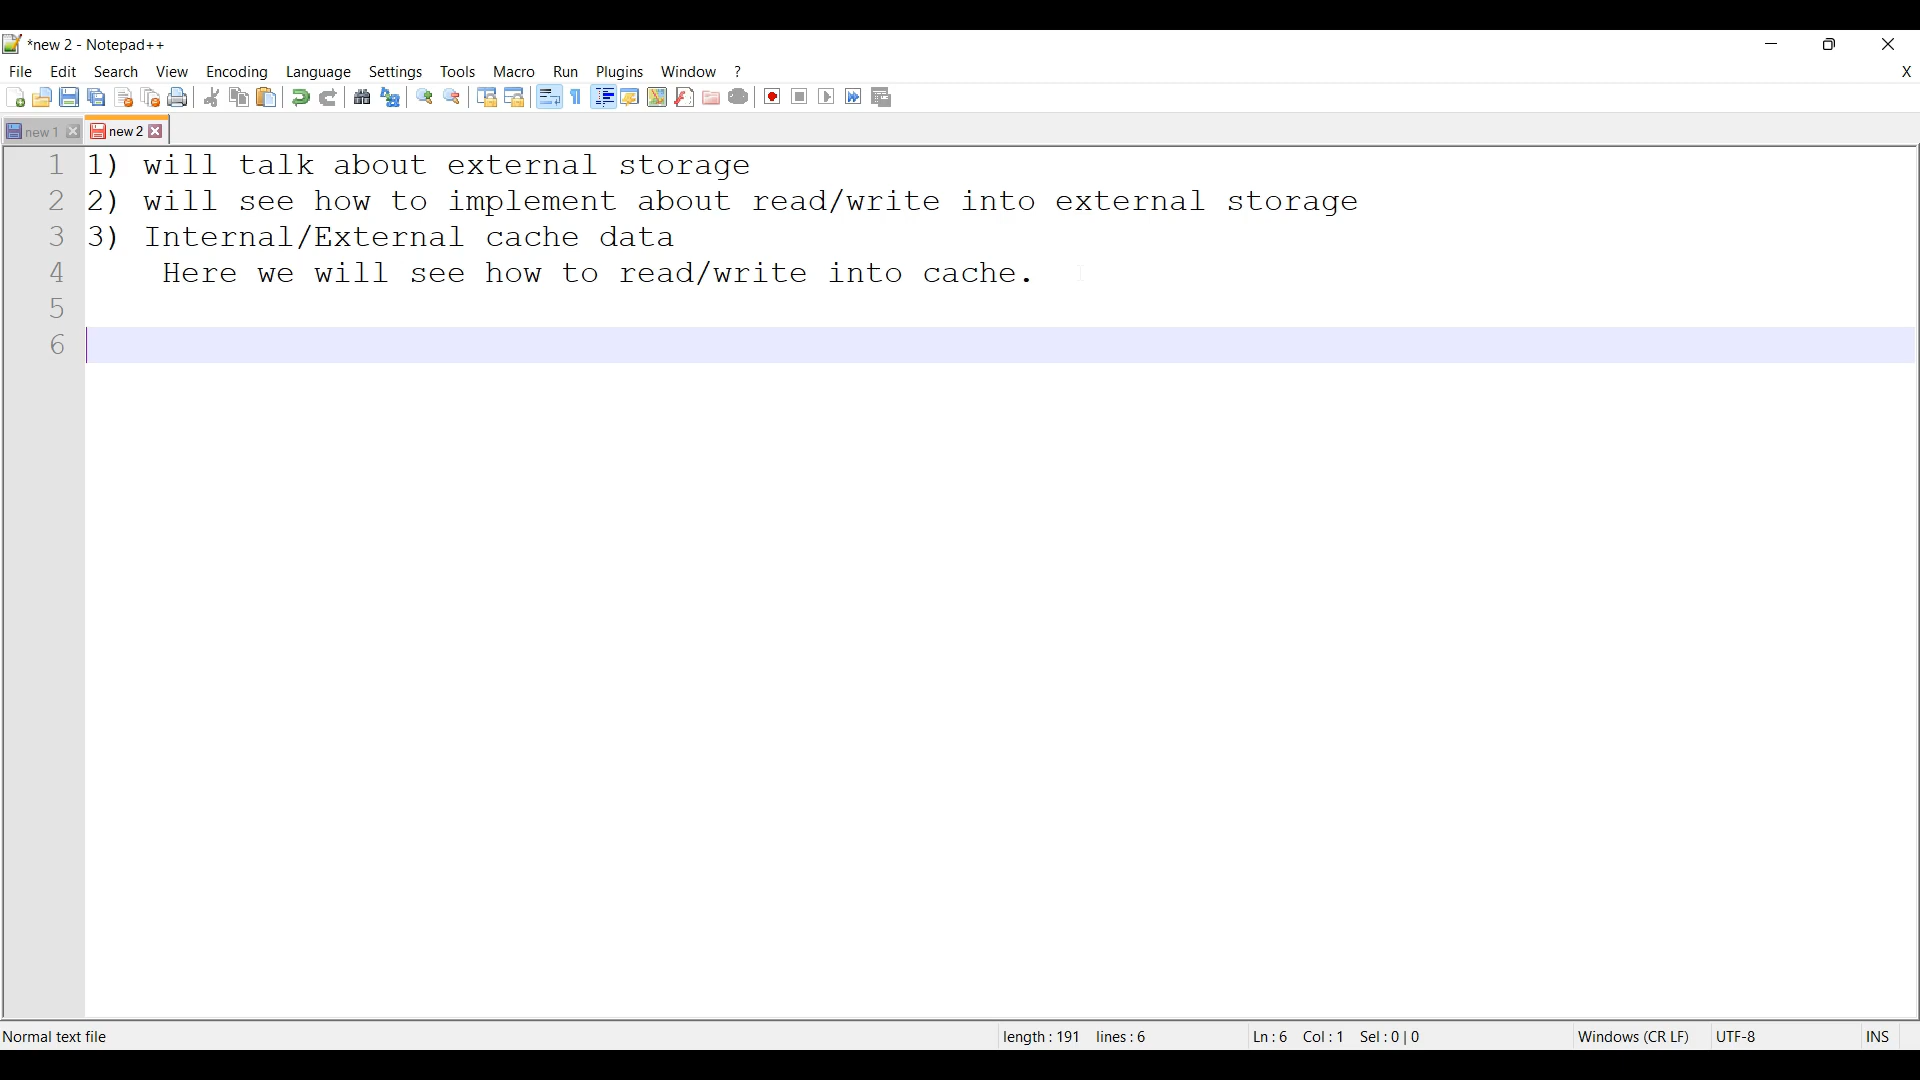 *new 2 - Notepad++
File Edit Search View Encoding Language Settings Tools Macro Run Plugins Window ? X
new 1 new 2
1 1) will talk about external storage
2 2) will see how to implement about read/write into external storage
3 3) Internal/External cache data
4 Here we will see how to read/write into cache.
5
6
Normal text file length : 191 lines : 6 Ln : 6 Col : 1 Sel : 0 | 0 Windows (CR LF) UTF-8 INS